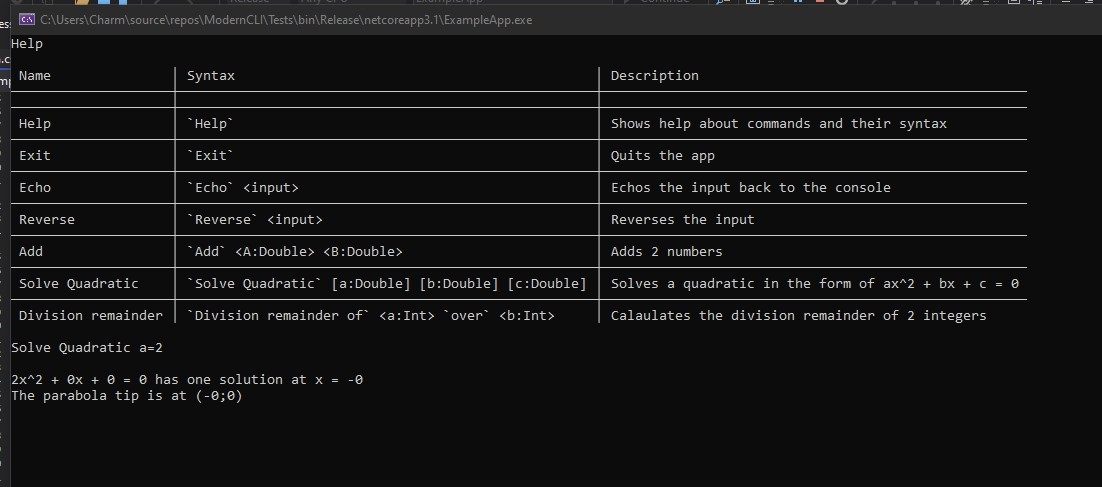 C:\Users\Charm\source\repos\ModernCLI\Tests\bin\Release\netcoreapp3.1\ExampleApp.exe
Help
Name Syntax Description
Help `Help` Shows help about commands and their syntax
Exit `Exit` Quits the app
Echo `Echo` <input> Echos the input back to the console
Reverse `Reverse` <input> Reverses the input
Add `Add` <A:Double> <B:Double> Adds 2 numbers
Solve Quadratic `Solve Quadratic` [a:Double] [b:Double] [c:Double] Solves a quadratic in the form of ax^2 + bx + c = 0
Division remainder `Division remainder of` <a:Int> `over` <b:Int> Calaulates the division remainder of 2 integers
Solve Quadratic a=2
2x^2 + 0x + 0 = 0 has one solution at x = -0
The parabola tip is at (-0;0)